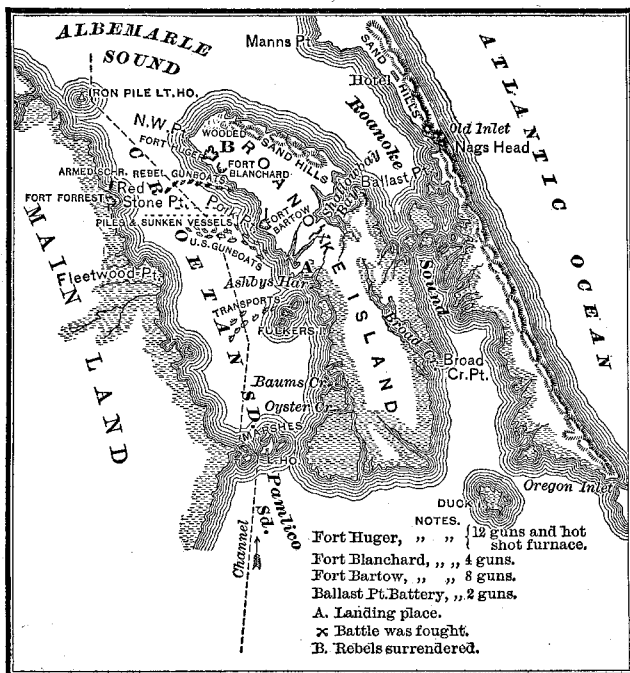 ALBEMARLE
SOUND
Manns Pt.
ATLANTIC
OCEAN
IRON PILE LT. HO.
Hotel
SAND HILLS
Roanoke
Sound
N.W. Pt.
WOODED
SAND HILLS
Old Inlet
Nags Head
FORT HUGER
B
FORT
BLANCHARD
ROANOKE ISLAND
Shallowbag
Bay
Ballast Pt.
ARMED SCHR. REBEL GUNBOATS
FORT FORREST
Red
Stone Pt.
Polk Pt.
FORT
BARTOW
PILES & SUNKEN VESSELS
U.S. GUNBOATS
CROETAN SD.
MAIN LAND
Fleetwood Pt.
Ashbys Har.
A
x
TRANSPORTS
FULKERS I.
Broad Cr.
Broad
Cr. Pt.
Baums Cr.
Oyster Cr.
MARSHES
Pamlico
Sd.
Channel
Oregon Inlet
DUCK
NOTES.
Fort Huger, „ „ { 12 guns and hot
shot furnace.
Fort Blanchard, „ „ 4 guns.
Fort Bartow, „ „ 8 guns.
Ballast Pt. Battery, „ 2 guns.
A. Landing place.
x Battle was fought.
B. Rebels surrendered.